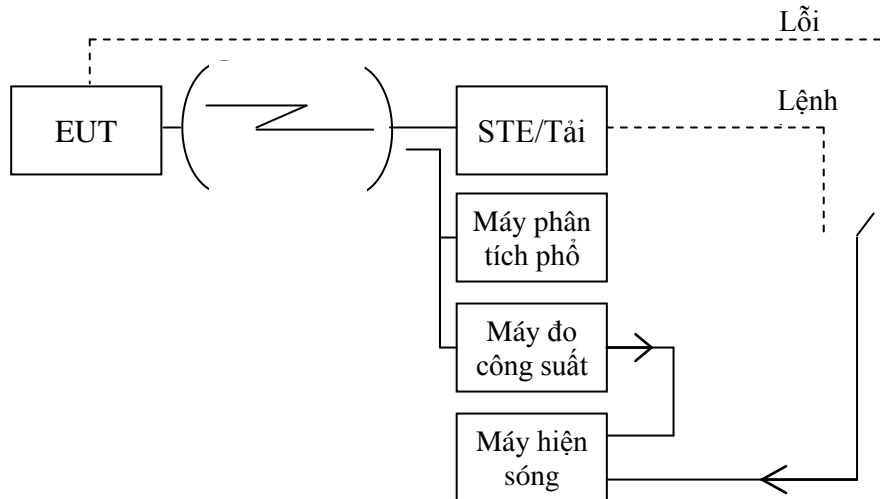 Lỗi
Lệnh
EUT
STE/Tải
Máy phân
tích phổ
Máy đo
công suất
Máy hiện
sóng